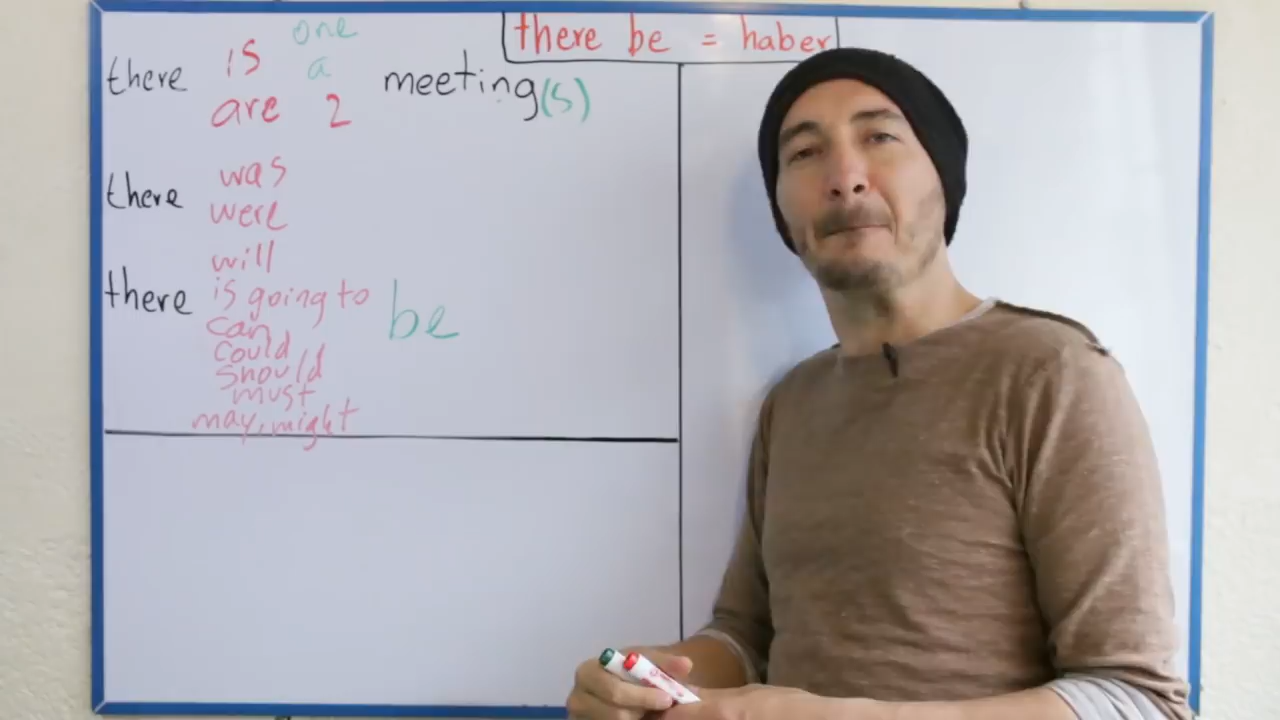 there be = haber
one
there is a meeting(s)
are 2
was
there were
will
there is going to be
can
could
should
must
may, might